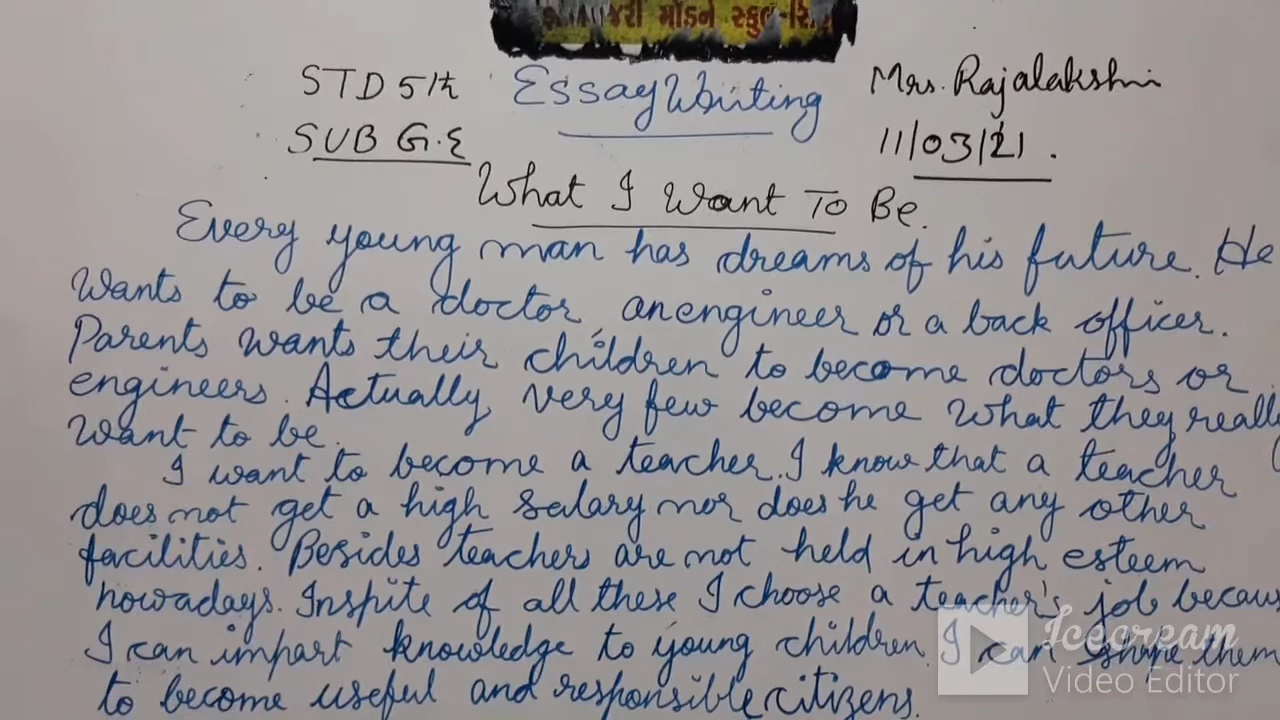 મોડર્ન સ્કુલ
STD 5th Essay Writing Mrs. Rajalakshmi
SUB G.E 11/03/21.
What I Want To Be.
Every young man has dreams of his future. He
wants to be a doctor, an engineer or a back officer.
Parents wants their children to become doctors or
engineers. Actually very few become what they really
want to be.
I want to become a teacher. I know that a teacher
does not get a high salary nor does he get any other
facilities. Besides teachers are not held in high esteem
nowadays. Inspite of all these I choose a teacher's job becaus
I can impart knowledge to young children. I can shape them
to become useful and responsible citizens.
Icecream
Video Editor